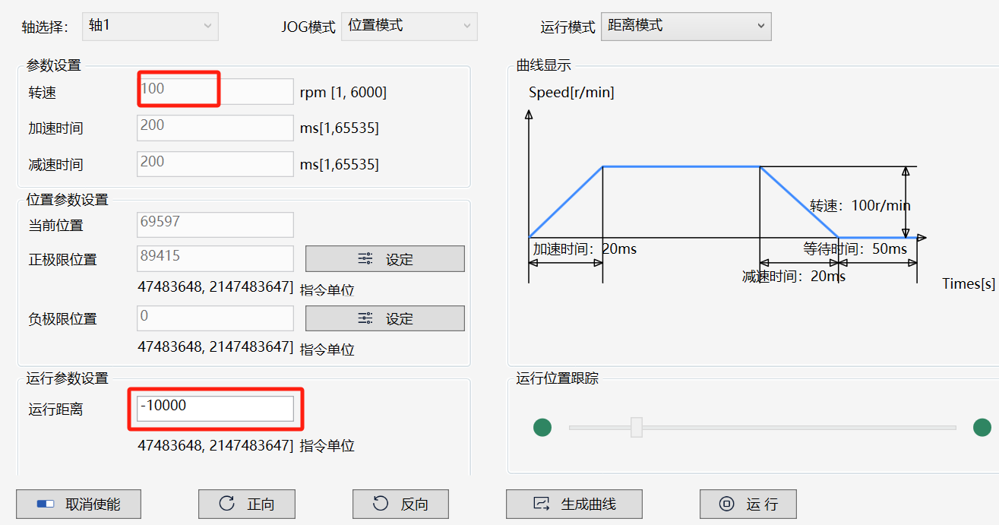 轴选择： 轴1 JOG模式 位置模式 运行模式 距离模式
参数设置
转速 100 rpm [1, 6000]
加速时间 200 ms[1,65535]
减速时间 200 ms[1,65535]
位置参数设置
当前位置 69597
正极限位置 89415 设定
47483648, 2147483647] 指令单位
负极限位置 0 设定
47483648, 2147483647] 指令单位
运行参数设置
运行距离 -10000
47483648, 2147483647] 指令单位
曲线显示
Speed[r/min]
转速：100r/min
加速时间：20ms 等待时间：50ms
减速时间：20ms
Times[s]
运行位置跟踪
取消使能 正向 反向 生成曲线 运 行